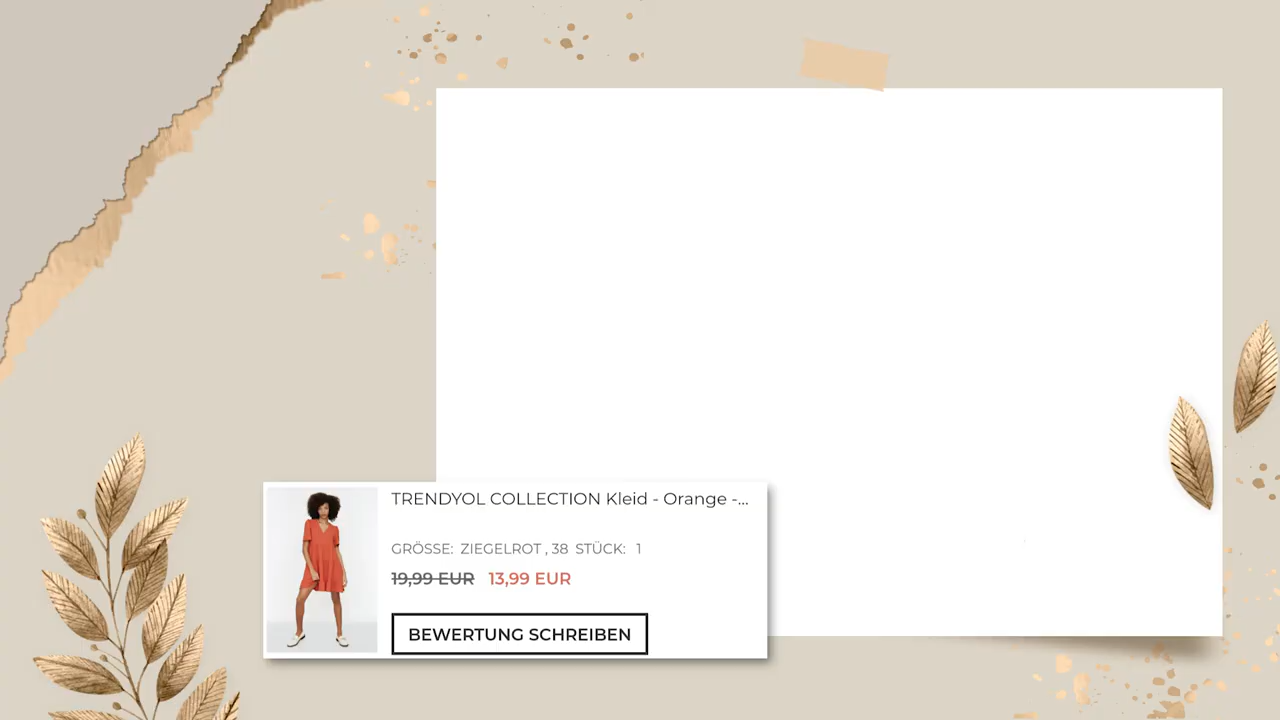 TRENDYOL COLLECTION Kleid - Orange -...
GRÖSSE: ZIEGELROT , 38 STÜCK: 1
19,99 EUR 13,99 EUR
BEWERTUNG SCHREIBEN